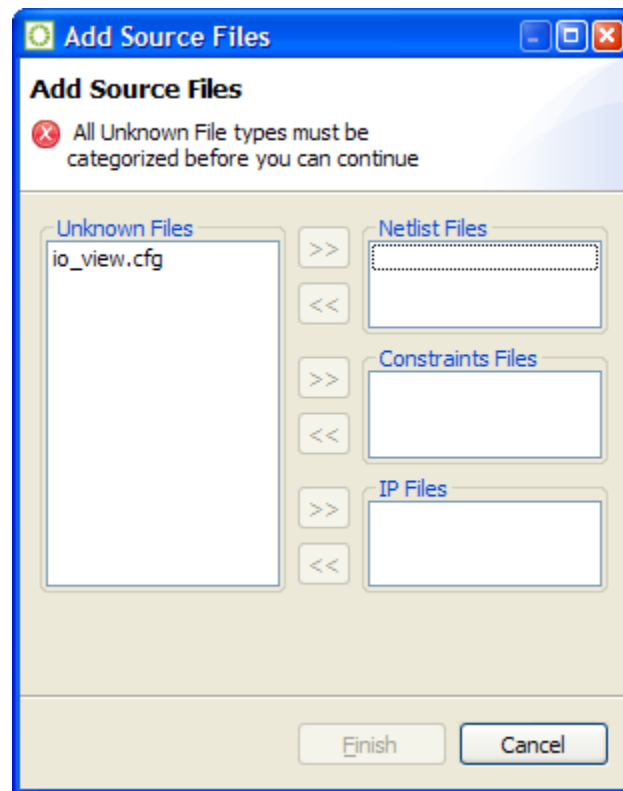 Add Source Files
Add Source Files
All Unknown File types must be
categorized before you can continue
Unknown Files
io_view.cfg
>>
<<
Netlist Files
>>
<<
Constraints Files
>>
<<
IP Files
Finish
Cancel